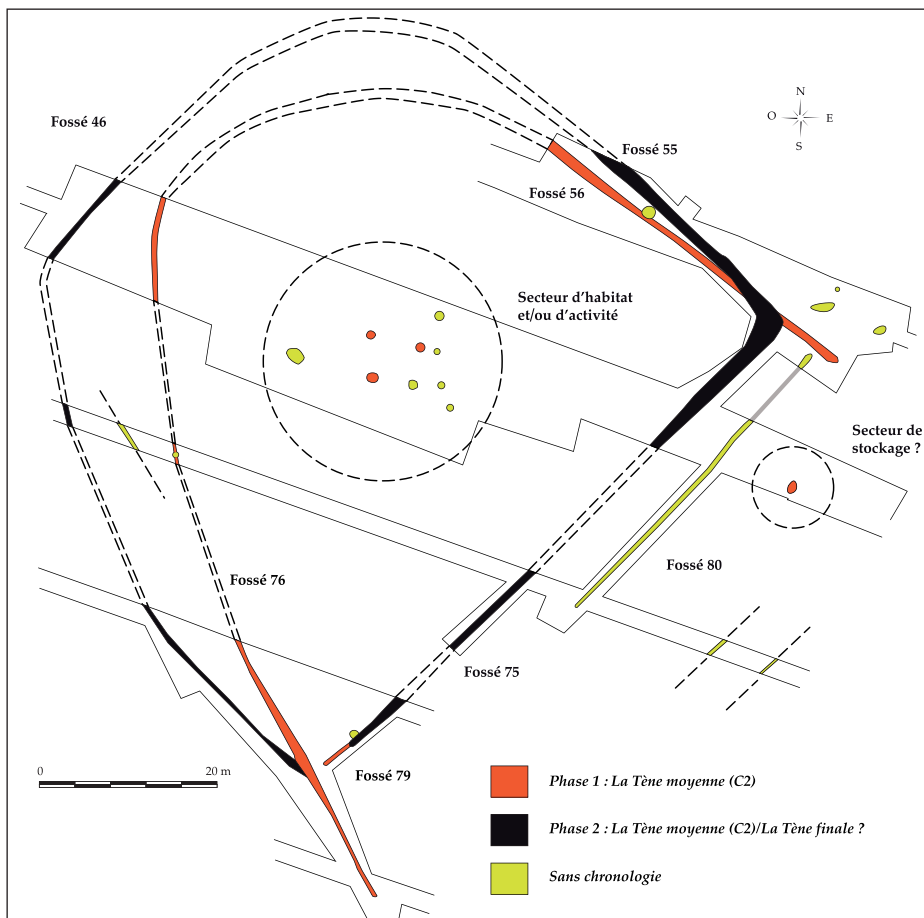 Fossé 46
N
O
E
S
Fossé 55
Fossé 56
Secteur d'habitat
et/ou d'activité
Secteur de
stockage ?
Fossé 76
Fossé 80
Fossé 75
Fossé 79
0
20 m
Phase 1 : La Tène moyenne (C2)
Phase 2 : La Tène moyenne (C2)/La Tène finale ?
Sans chronologie